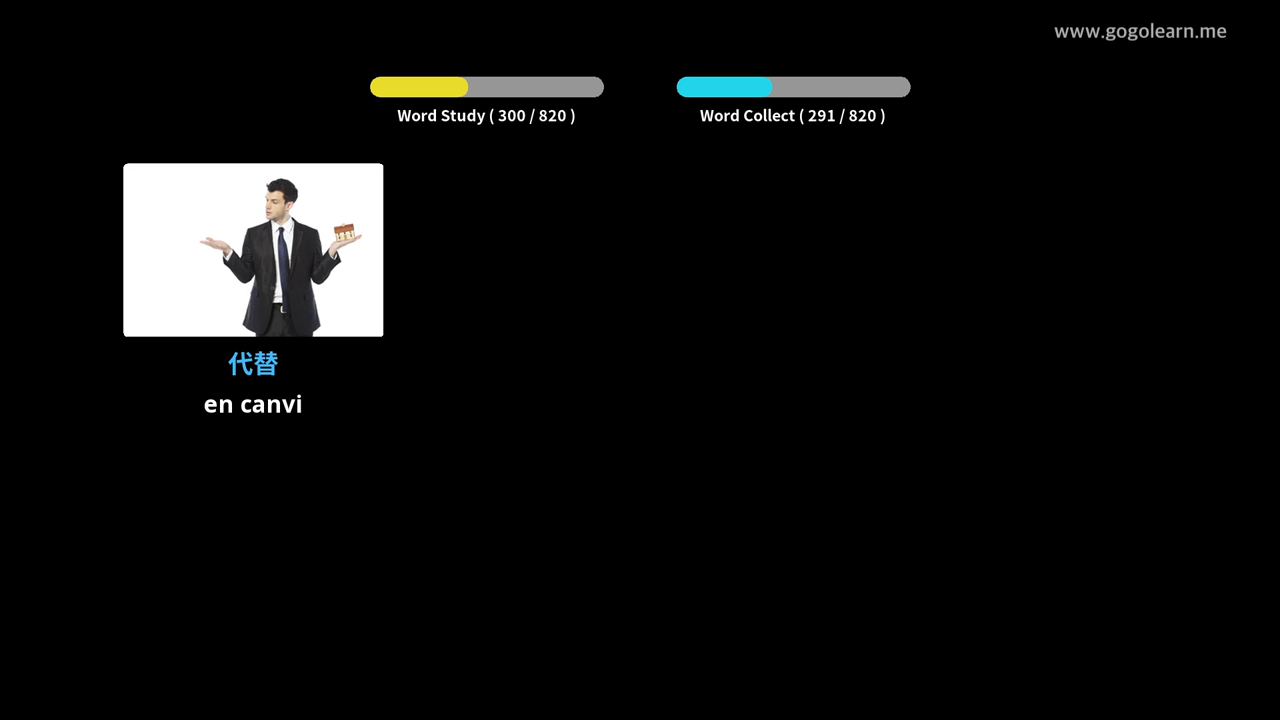 www.gogolearn.me
Word Study ( 300 / 820 )
Word Collect ( 291 / 820 )
代替
en canvi